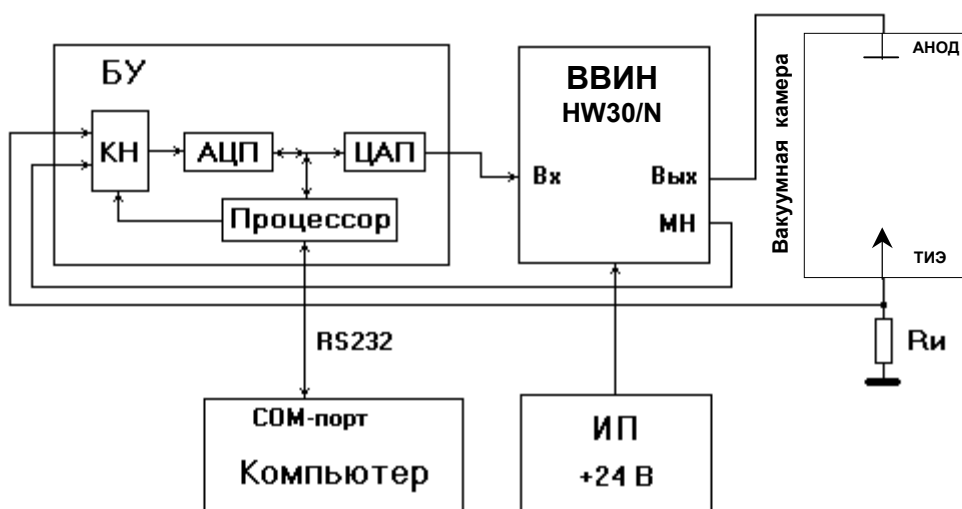 БУ
КН
АЦП
ЦАП
Процессор
ВВИН
HW30/N
Вх
Вых
МН
Вакуумная камера
АНОД
ТИЭ
Rи
RS232
СОМ-порт
Компьютер
ИП
+24 В